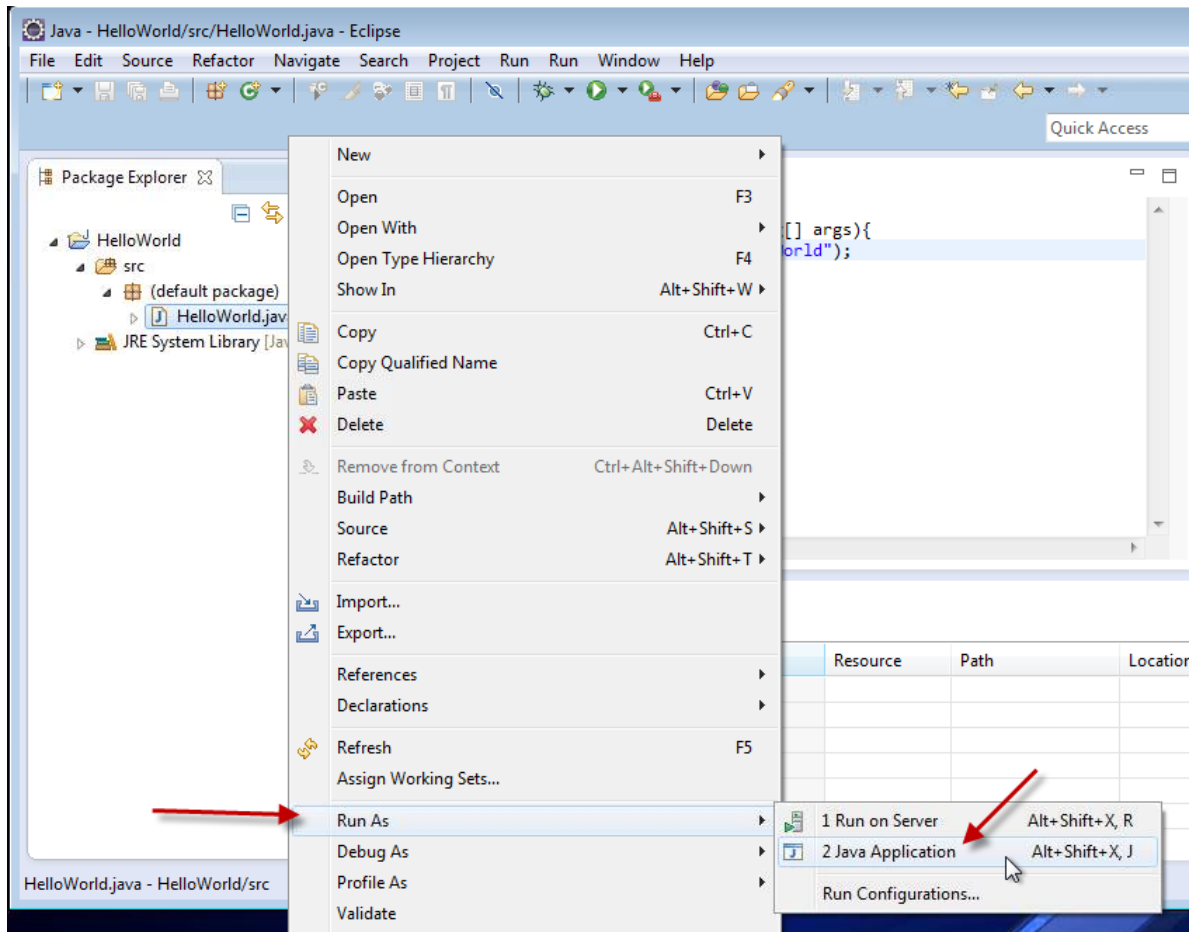 Java - HelloWorld/src/HelloWorld.java - Eclipse
File Edit Source Refactor Navigate Search Project Run Run Window Help
Quick Access
Package Explorer
HelloWorld
src
(default package)
HelloWorld.jav
JRE System Library [Jav
[] args){
orld");
New
Open F3
Open With
Open Type Hierarchy F4
Show In Alt+Shift+W
Copy Ctrl+C
Copy Qualified Name
Paste Ctrl+V
Delete Delete
Remove from Context Ctrl+Alt+Shift+Down
Build Path
Source Alt+Shift+S
Refactor Alt+Shift+T
Import...
Export...
References
Declarations
Refresh F5
Assign Working Sets...
Run As
Debug As
Profile As
Validate
Resource Path Location
1 Run on Server Alt+Shift+X, R
2 Java Application Alt+Shift+X, J
Run Configurations...
HelloWorld.java - HelloWorld/src